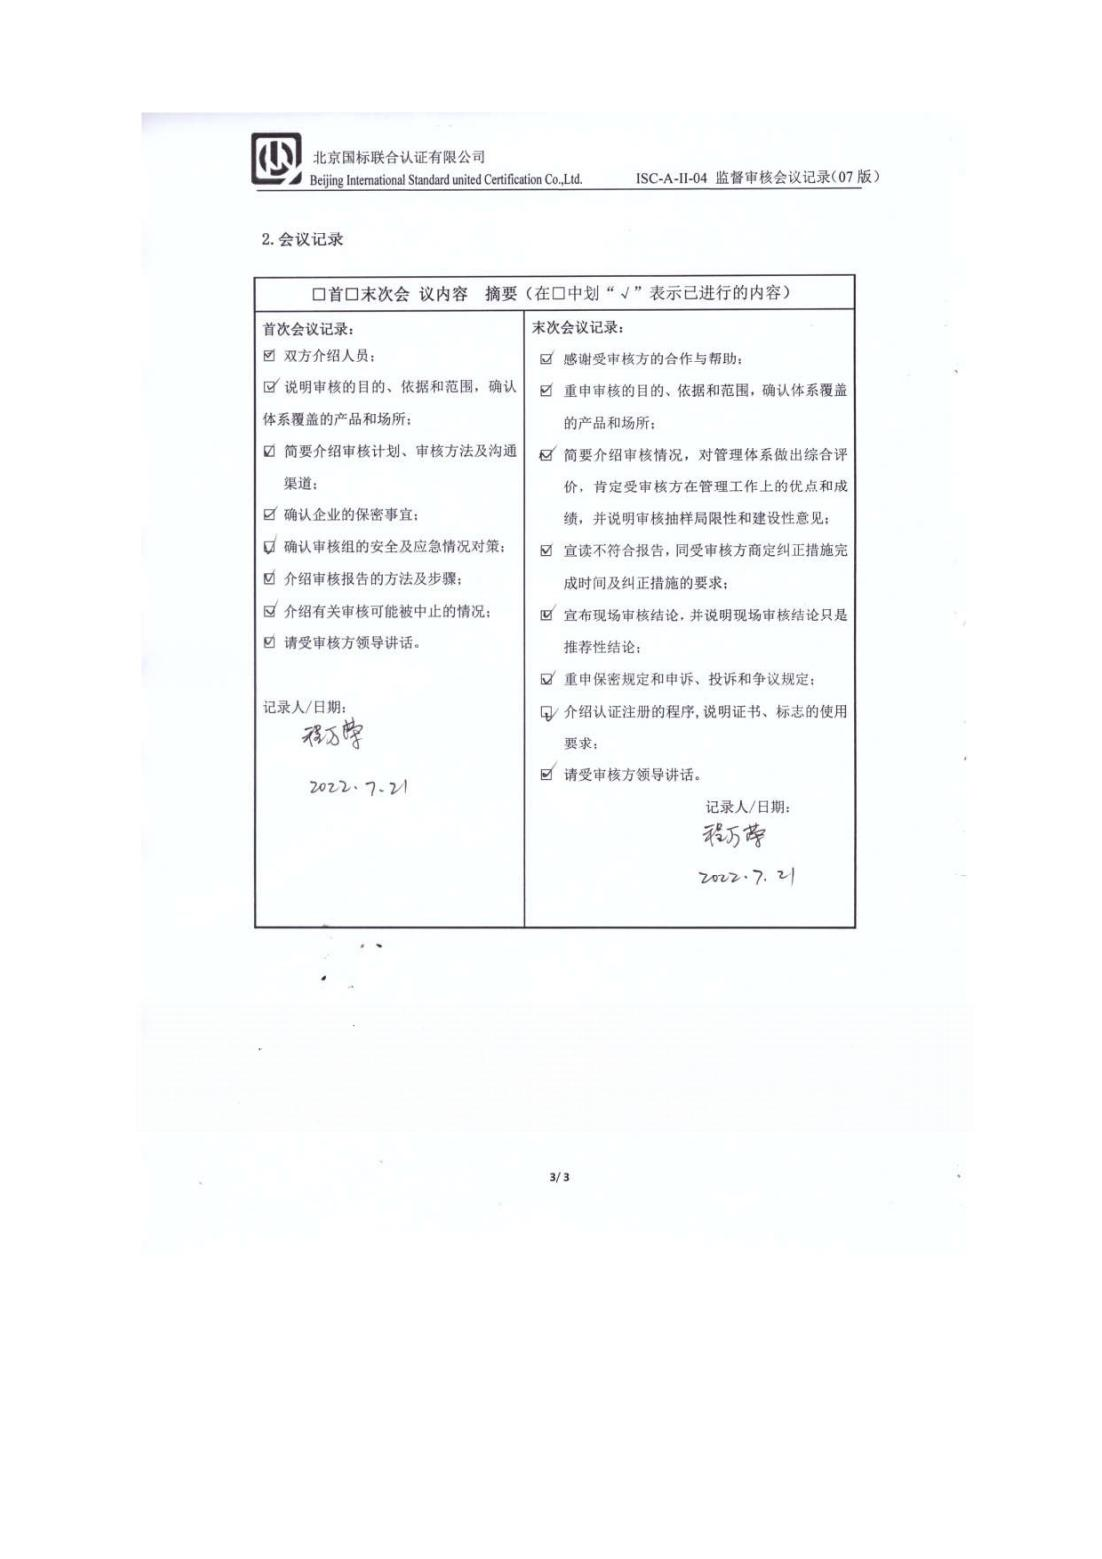 北京国标联合认证有限公司
Beijing International Standard united Certification Co.,Ltd.
ISC-A-II-04 监督审核会议记录(07 版)
2. 会议记录
□首□末次会 议内容 摘要（在□中划“√”表示已进行的内容）
首次会议记录：
☑ 双方介绍人员；
☑ 说明审核的目的、依据和范围，确认
体系覆盖的产品和场所；
☑ 简要介绍审核计划、审核方法及沟通
渠道；
☑ 确认企业的保密事宜；
☑ 确认审核组的安全及应急情况对策；
☑ 介绍审核报告的方法及步骤；
☑ 介绍有关审核可能被中止的情况；
☑ 请受审核方领导讲话。
记录人/日期：
程万荣
2022.7.21
末次会议记录：
☑ 感谢受审核方的合作与帮助；
☑ 重申审核的目的、依据和范围，确认体系覆盖
的产品和场所；
☑ 简要介绍审核情况，对管理体系做出综合评
价，肯定受审核方在管理工作上的优点和成
绩，并说明审核抽样局限性和建设性意见；
☑ 宣读不符合报告，同受审核方商定纠正措施完
成时间及纠正措施的要求；
☑ 宣布现场审核结论，并说明现场审核结论只是
推荐性结论；
☑ 重申保密规定和申诉、投诉和争议规定；
☑ 介绍认证注册的程序，说明证书、标志的使用
要求；
☑ 请受审核方领导讲话。
记录人/日期：
程万荣
2022.7.21
3/3